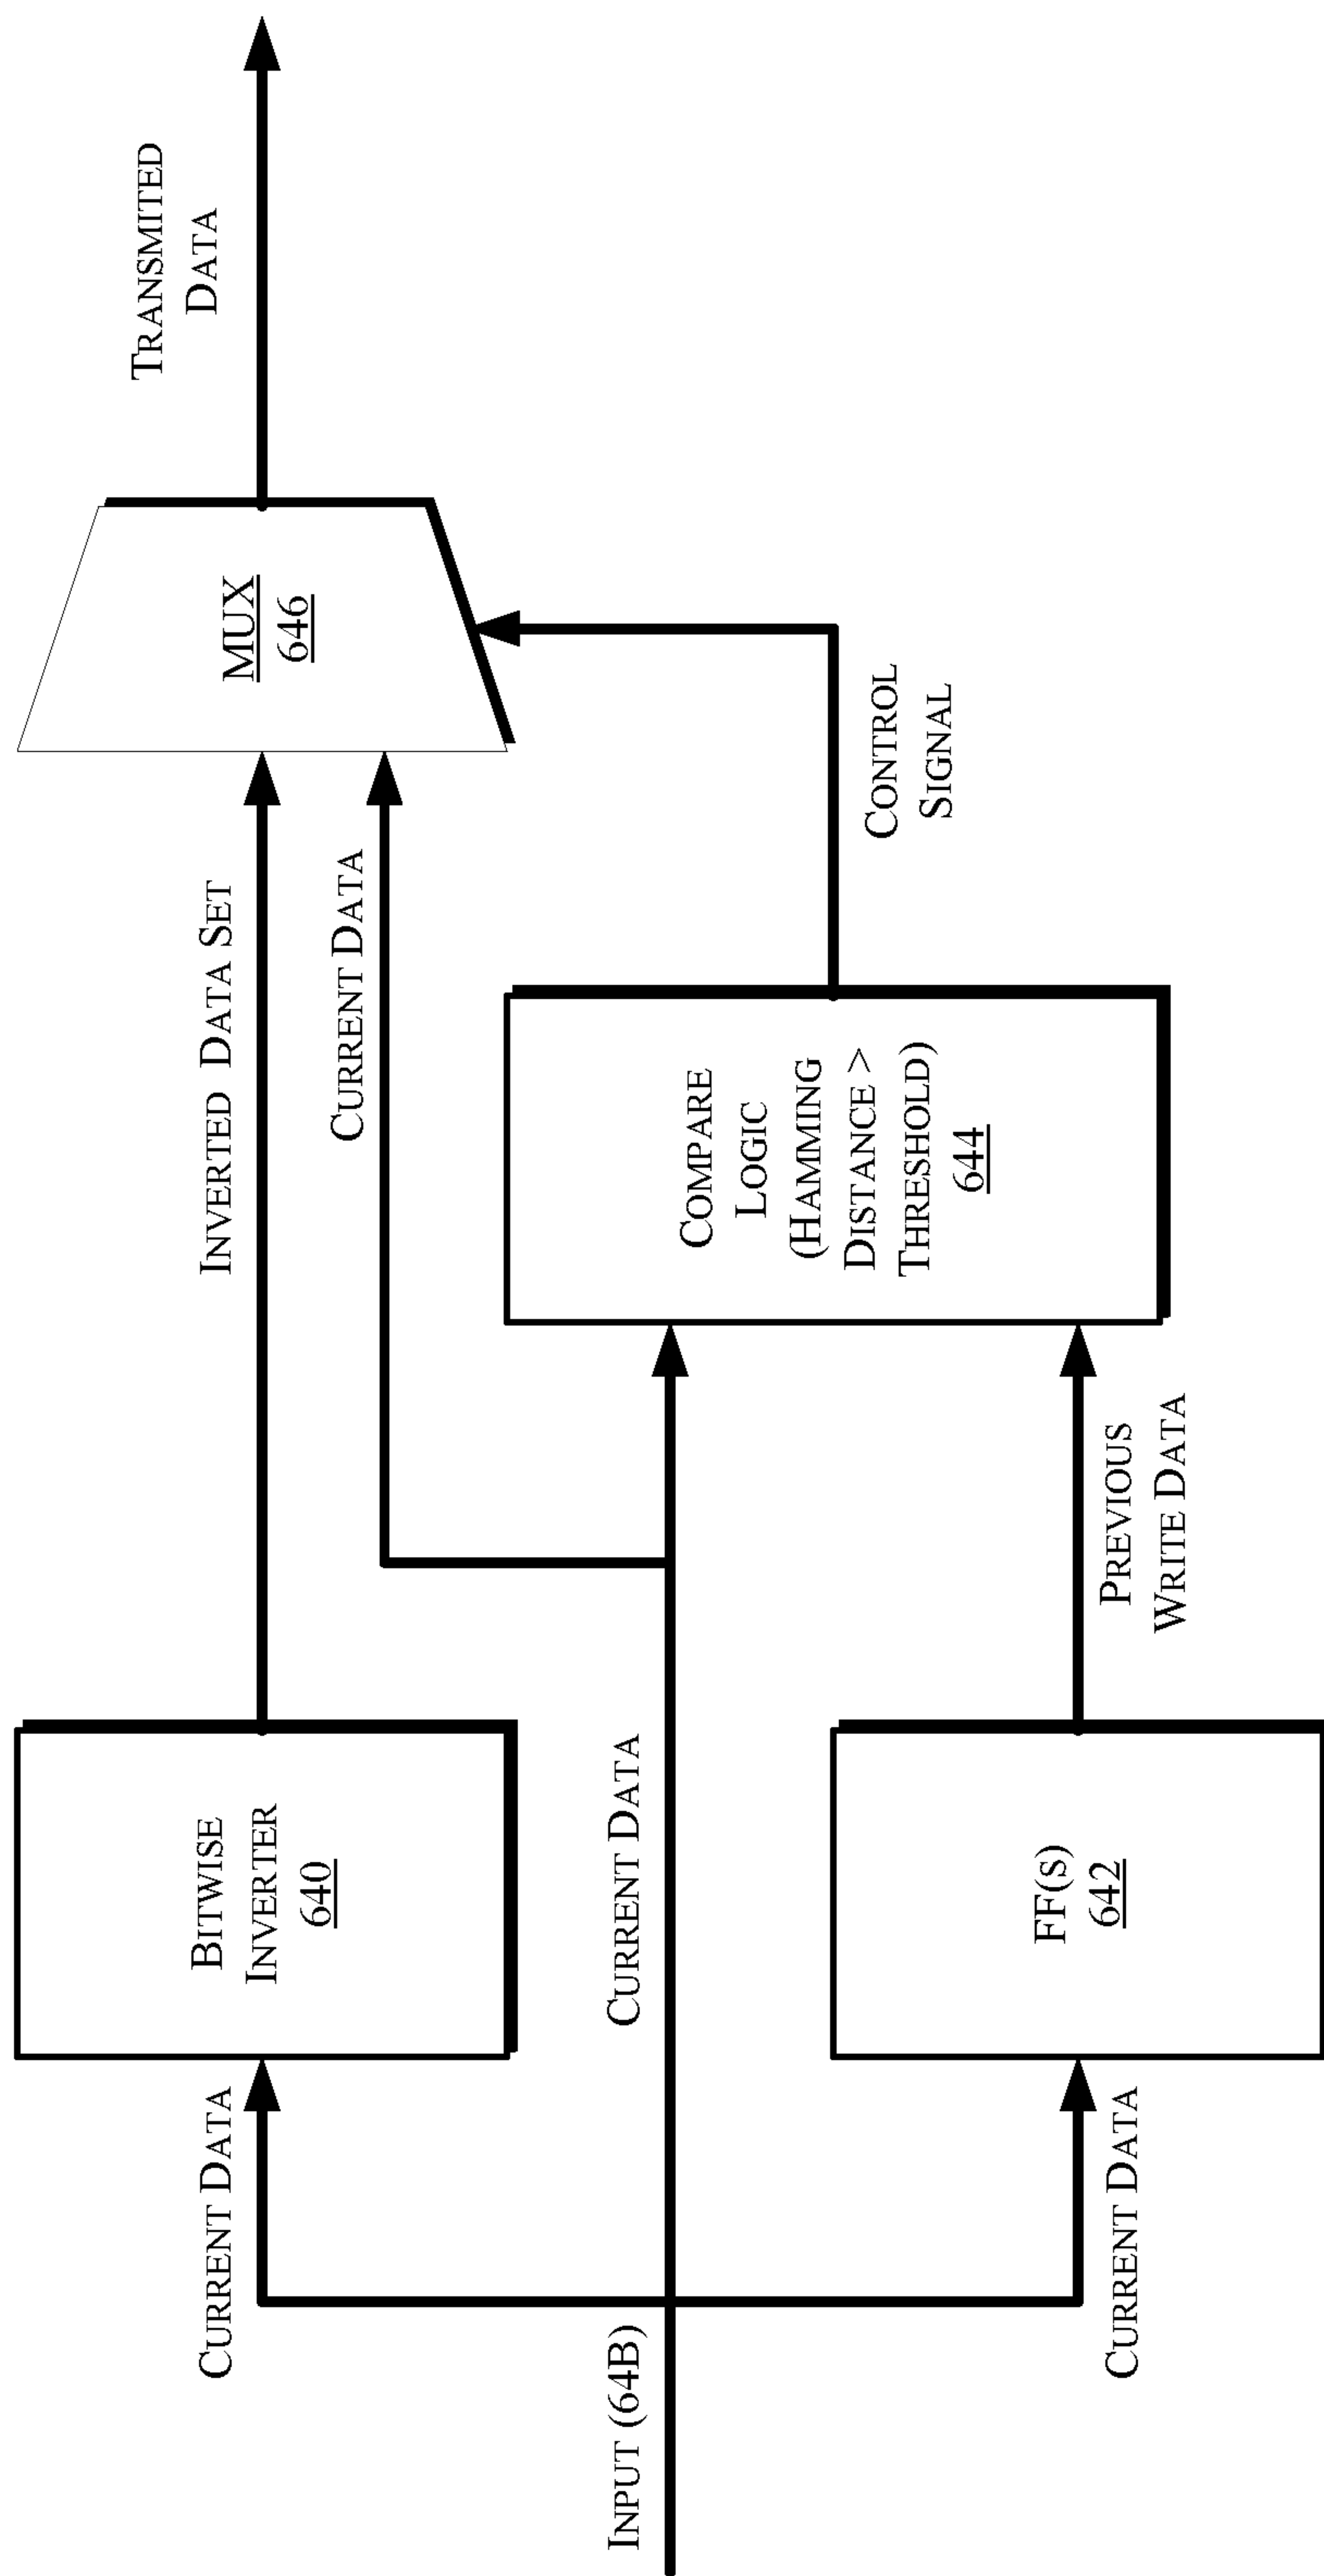 INPUT (64B)
CURRENT DATA
CURRENT DATA
CURRENT DATA
BITWISE
INVERTER
640
FF(S)
642
INVERTED DATA SET
CURRENT DATA
PREVIOUS
WRITE DATA
COMPARE
LOGIC
(HAMMING
DISTANCE >
THRESHOLD)
644
CONTROL
SIGNAL
MUX
646
TRANSMITED
DATA